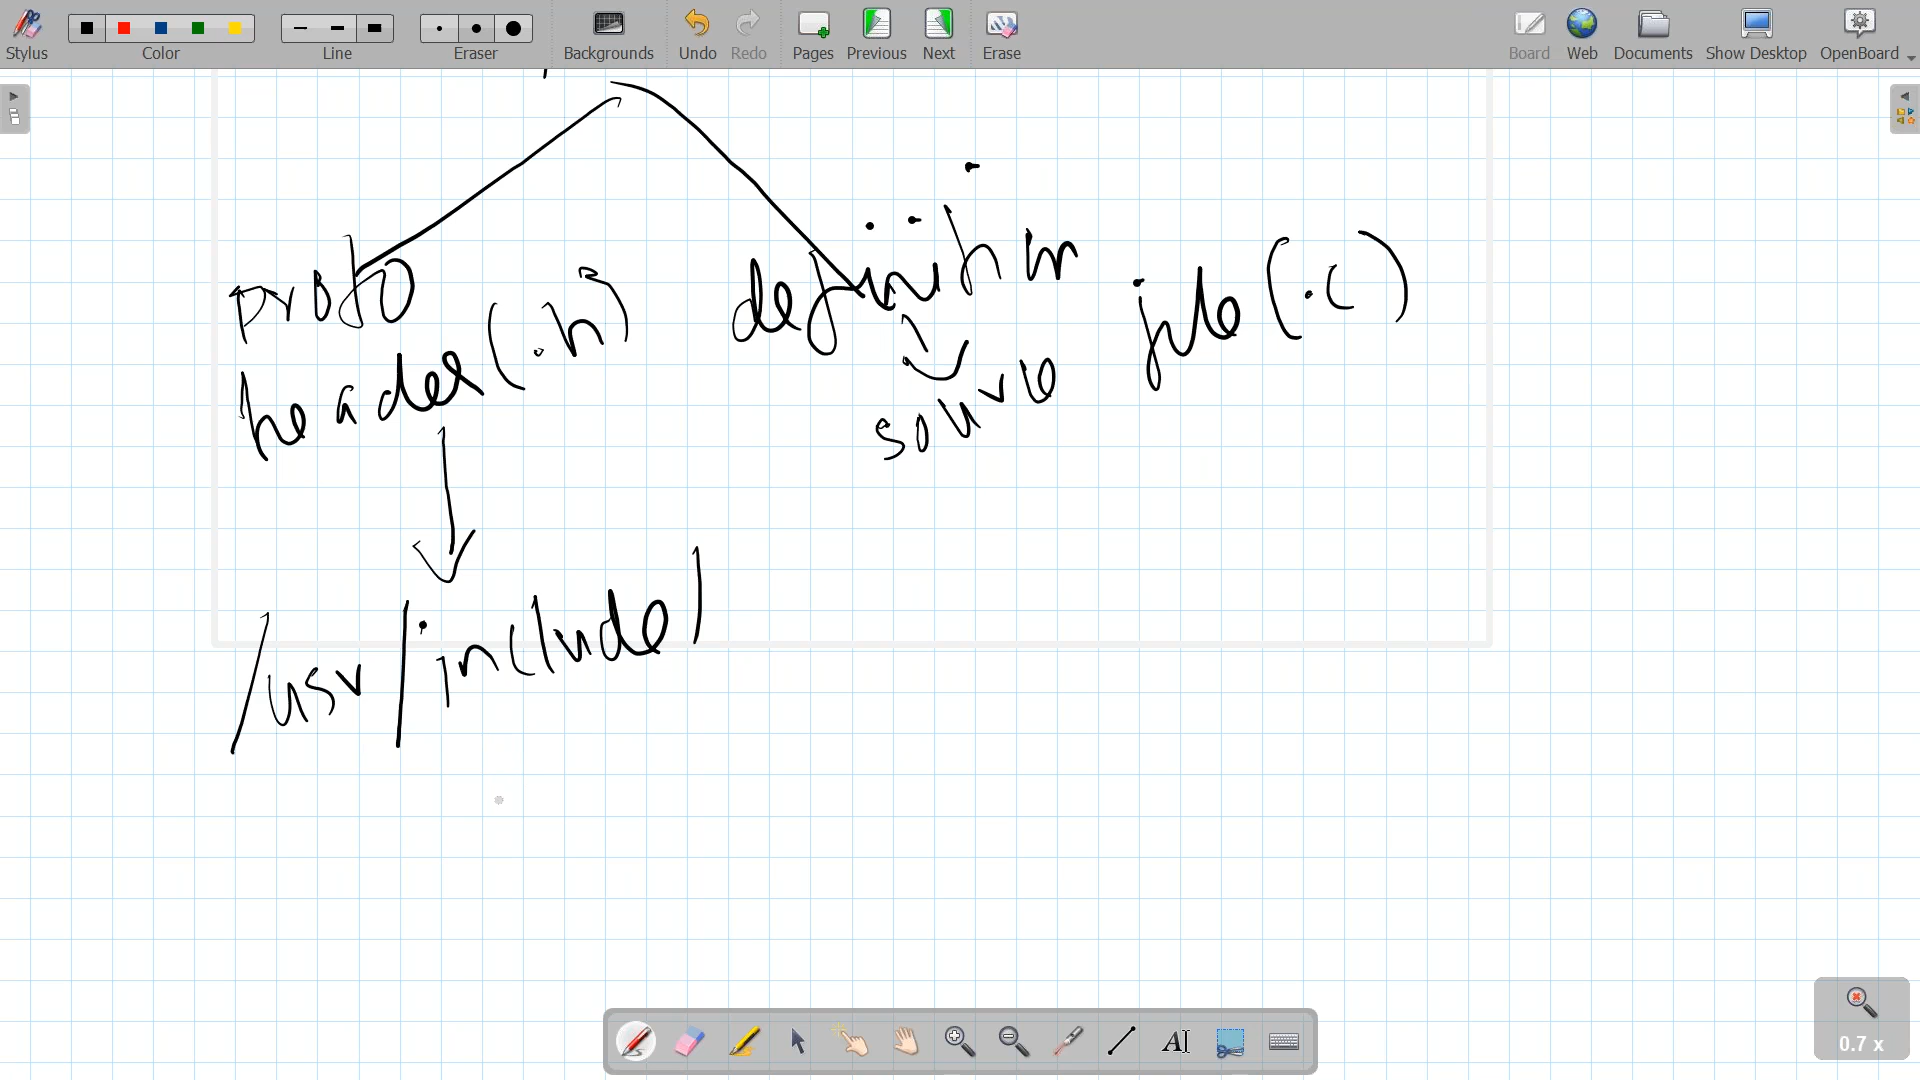 Stylus Color Line Eraser Backgrounds Undo Redo Pages Previous Next Erase Board Web Documents Show Desktop OpenBoard
proto definition
header(.h) source file(.c)
/usr/include/
0.7 x